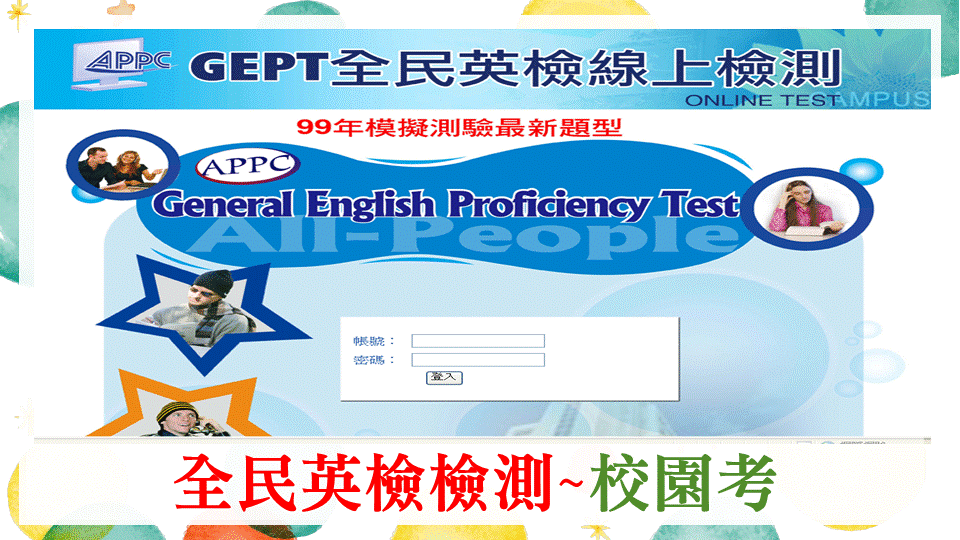 APPC
GEPT全民英檢線上檢測
ONLINE TEST
AMPUS
99年模擬測驗最新題型
APPC
General English Proficiency Test
All-People
帳號：
密碼：
登入
全民英檢檢測~校園考